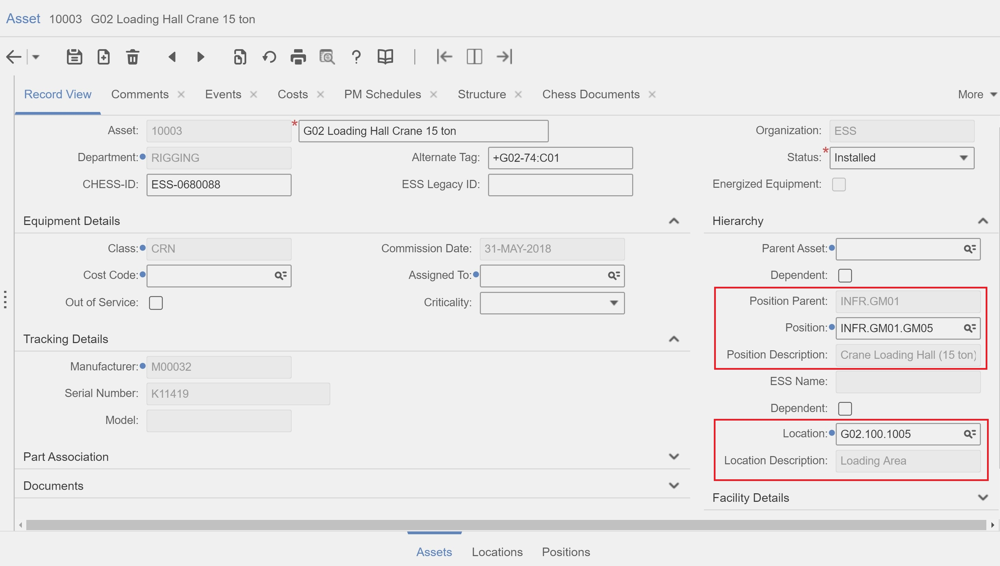 Asset 10003 G02 Loading Hall Crane 15 ton
Record View Comments Events Costs PM Schedules Structure Chess Documents More
Asset: 10003 * G02 Loading Hall Crane 15 ton Organization: ESS
Department: RIGGING Alternate Tag: +G02-74:C01 Status: * Installed
CHESS-ID: ESS-0680088 ESS Legacy ID: Energized Equipment:
Equipment Details
Class: CRN Commission Date: 31-MAY-2018
Cost Code: Assigned To:
Out of Service: Criticality:
Tracking Details
Manufacturer: M00032
Serial Number: K11419
Model:
Part Association
Documents
Hierarchy
Parent Asset:
Dependent:
Position Parent: INFR.GM01
Position: INFR.GM01.GM05
Position Description: Crane Loading Hall (15 ton)
ESS Name:
Dependent:
Location: G02.100.1005
Location Description: Loading Area
Facility Details
Assets Locations Positions